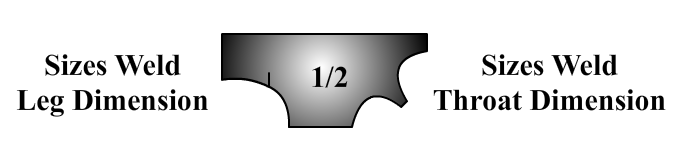 Sizes Weld
Leg Dimension
1/2
Sizes Weld
Throat Dimension